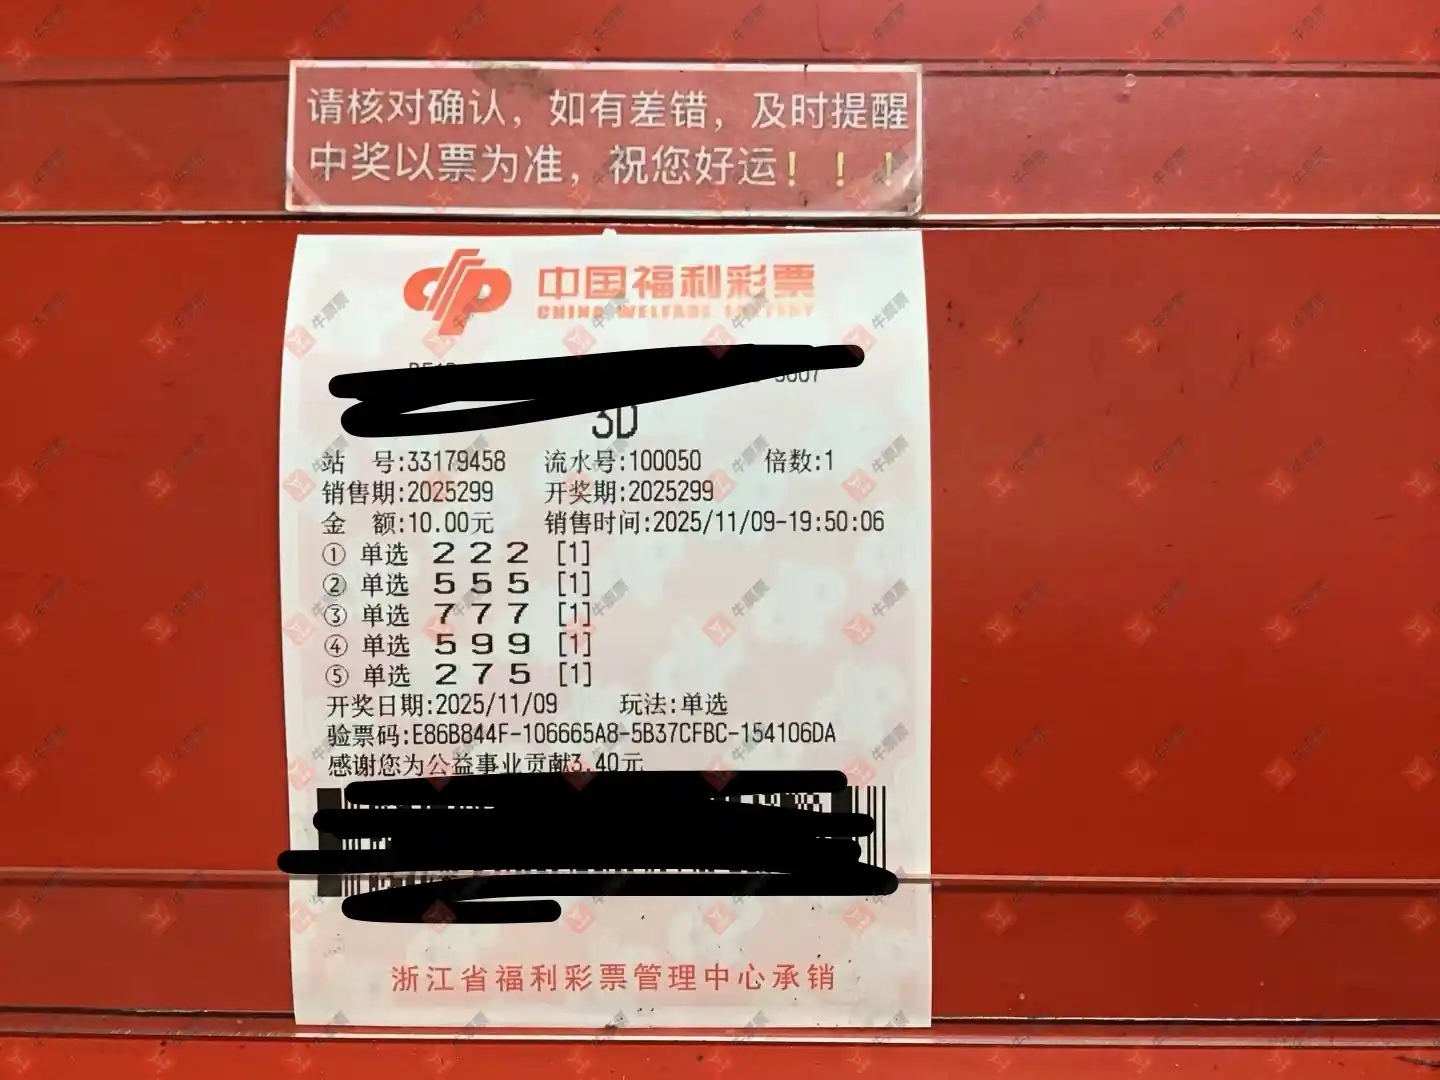 请核对确认，如有差错，及时提醒
中奖以票为准，祝您好运！！！
中国福利彩票
CHINA WELFARE LOTTERY
3D
站 号:33179458 流水号:100050 倍数:1
销售期:2025299 开奖期:2025299
金 额:10.00元 销售时间:2025/11/09-19:50:06
① 单选 2 2 2 [1]
② 单选 5 5 5 [1]
③ 单选 7 7 7 [1]
④ 单选 5 9 9 [1]
⑤ 单选 2 7 5 [1]
开奖日期:2025/11/09 玩法:单选
验票码:E86B844F-106665A8-5B37CFBC-154106DA
感谢您为公益事业贡献3.40元
浙江省福利彩票管理中心承销